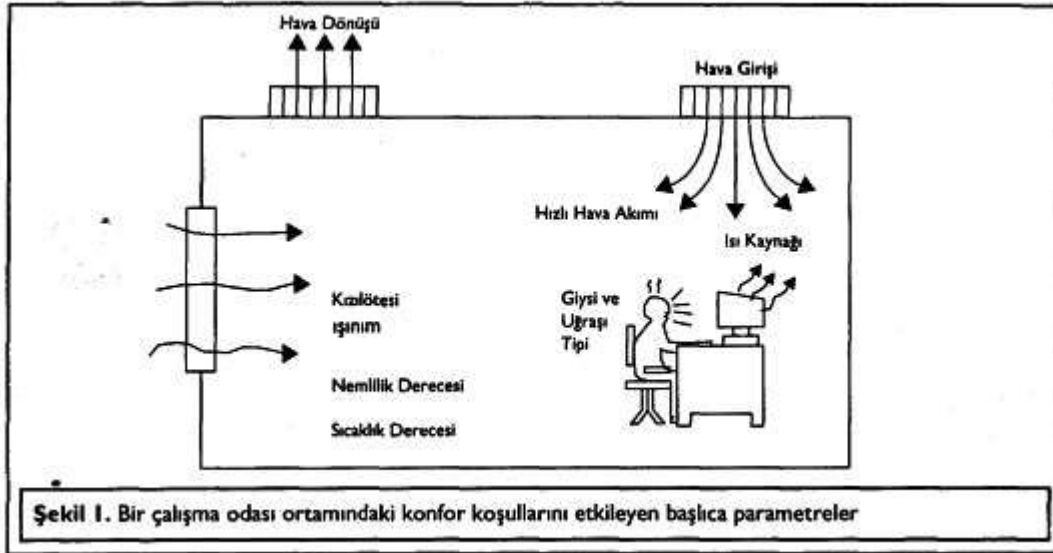 Hava Dönüşü
Hava Girişi
Hızlı Hava Akımı
Isı Kaynağı
Kızılötesi
ışınım
Giysi ve
Uğraşı
Tipi
Nemlilik Derecesi
Sıcaklık Derecesi
Şekil 1. Bir çalışma odası ortamındaki konfor koşullarını etkileyen başlıca parametreler